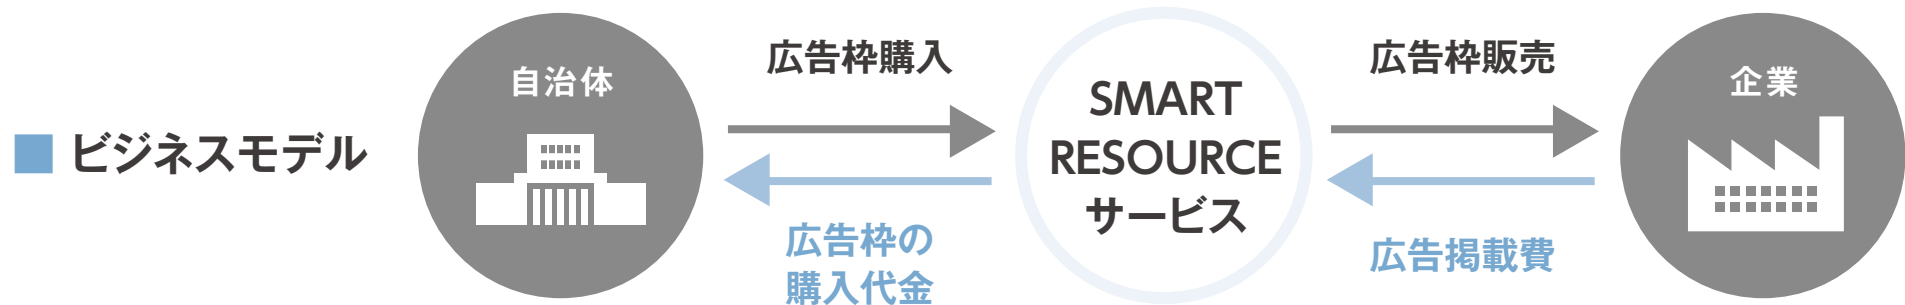 ■ ビジネスモデル
自治体
広告枠購入
広告枠の
購入代金
SMART
RESOURCE
サービス
広告枠販売
広告掲載費
企業